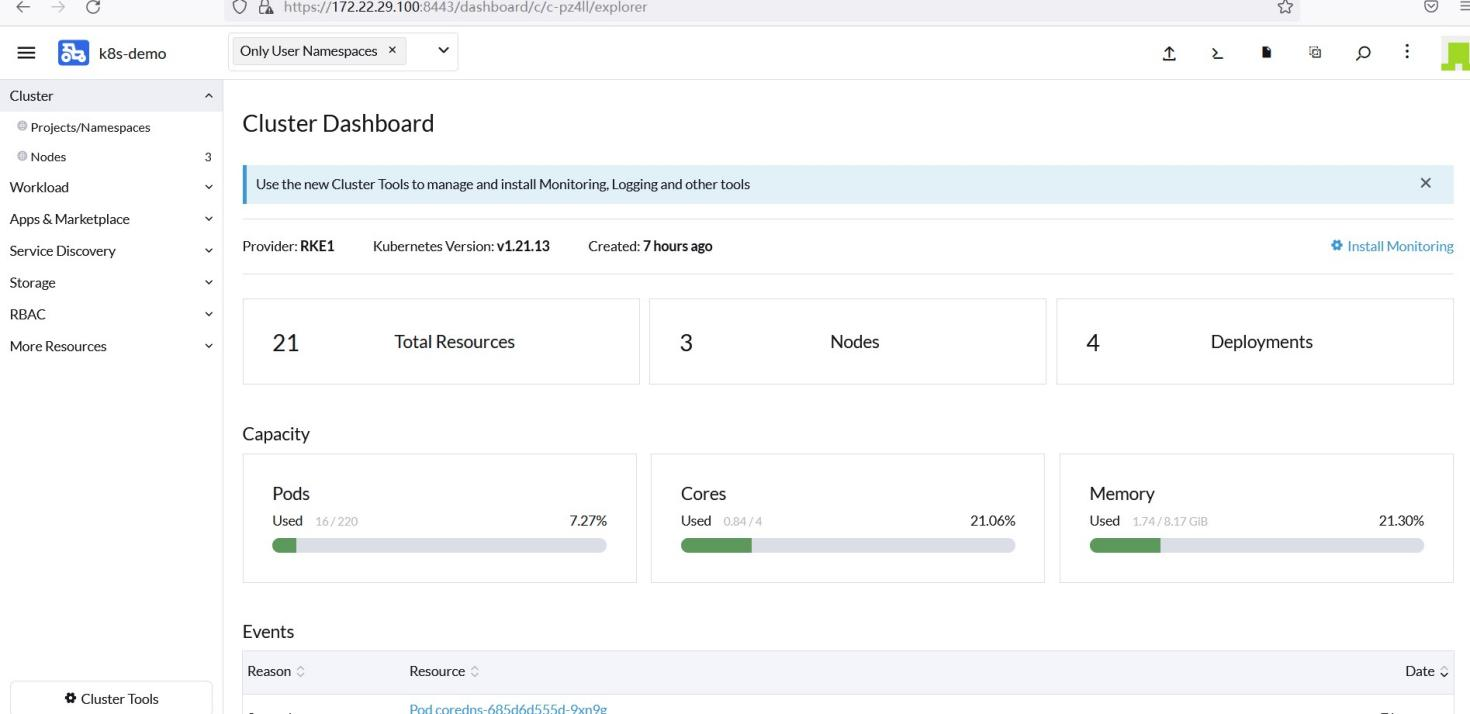 https://172.22.29.100:8443/dashboard/c/c-pz4ll/explorer
k8s-demo
Only User Namespaces ×
Cluster
Projects/Namespaces
Nodes 3
Workload
Apps & Marketplace
Service Discovery
Storage
RBAC
More Resources
Cluster Tools
Cluster Dashboard
Use the new Cluster Tools to manage and install Monitoring, Logging and other tools
Provider: RKE1 Kubernetes Version: v1.21.13 Created: 7 hours ago Install Monitoring
21 Total Resources 3 Nodes 4 Deployments
Capacity
Pods Cores Memory
Used 16 / 220 7.27% Used 0.84 / 4 21.06% Used 1.74 / 8.17 GiB 21.30%
Events
Reason Resource Date
Pod coredns-685d6d555d-9xn9g